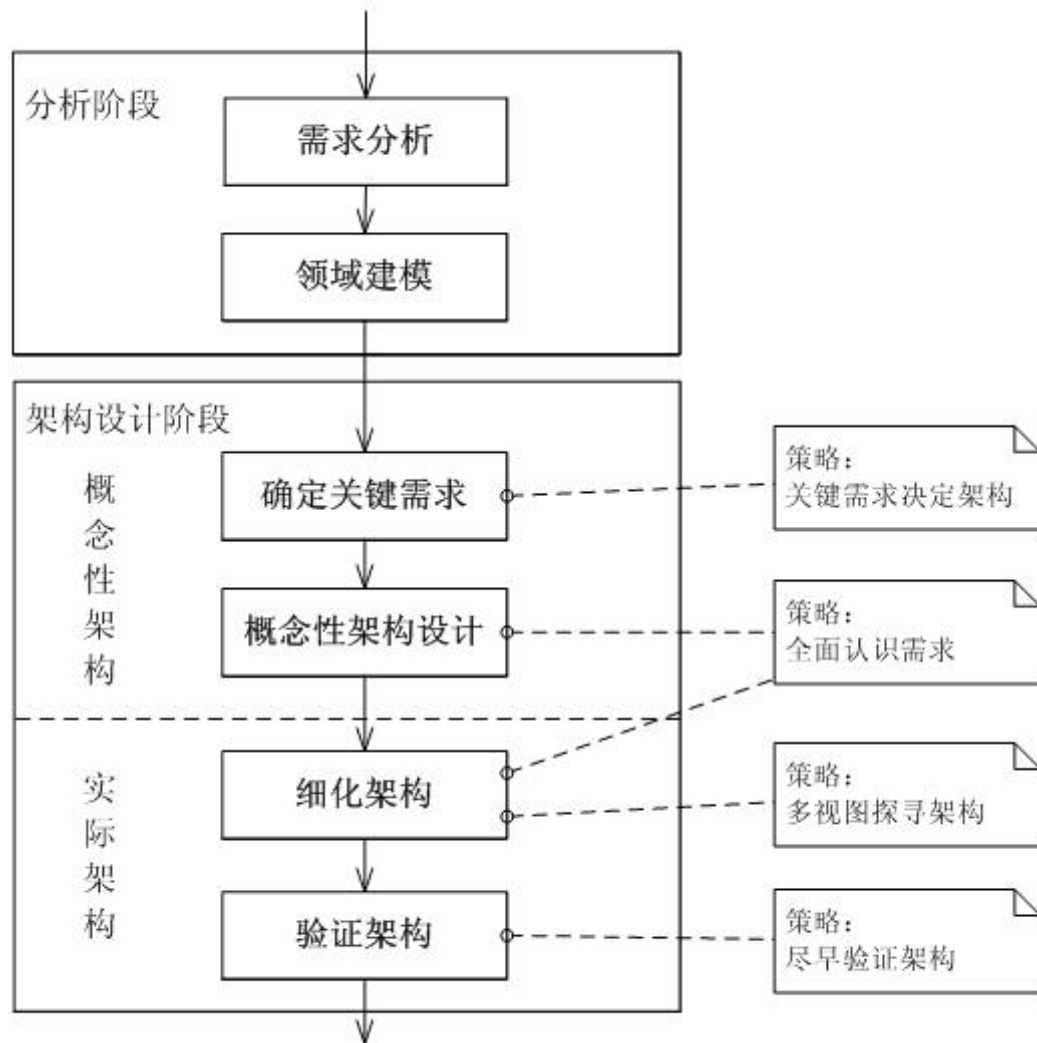 分析阶段
需求分析
领域建模
架构设计阶段
概念性架构
确定关键需求
概念性架构设计
实际架构
细化架构
验证架构
策略：
关键需求决定架构
策略：
全面认识需求
策略：
多视图探寻架构
策略：
尽早验证架构